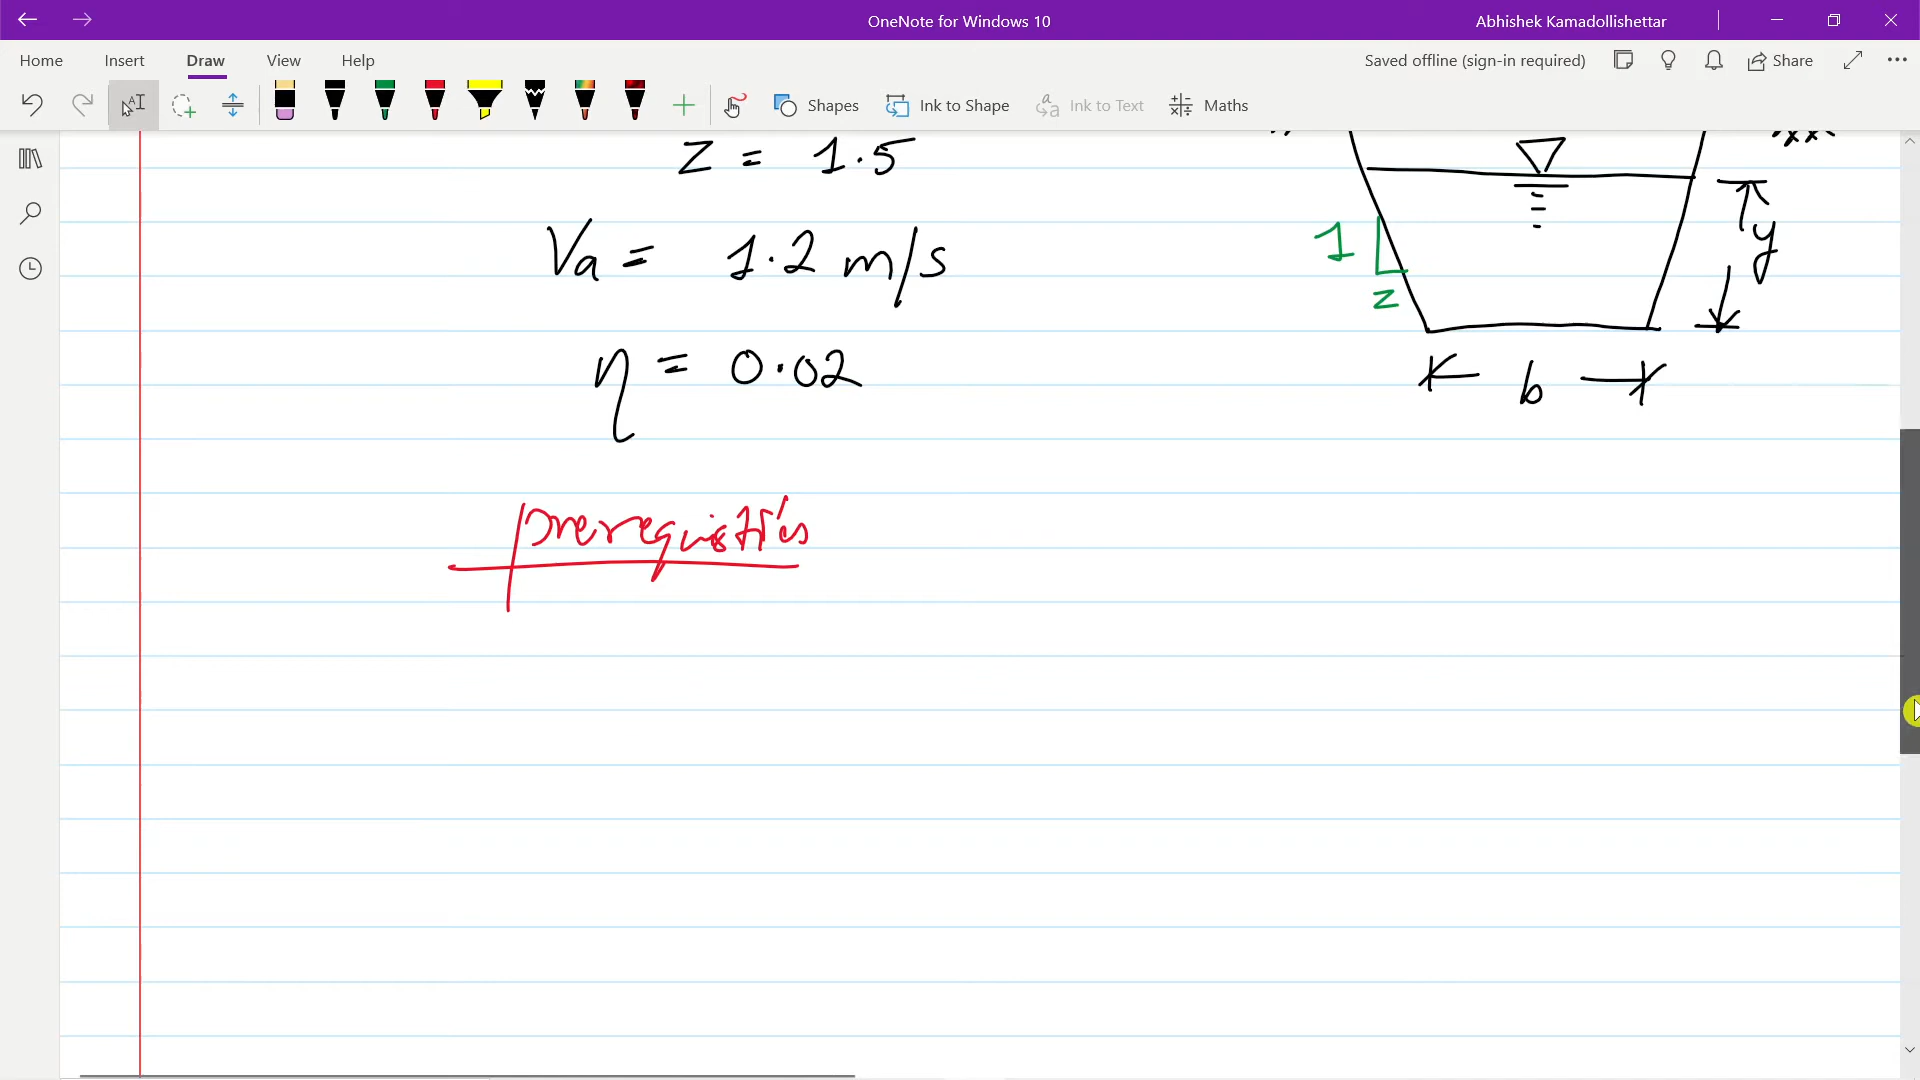 OneNote for Windows 10
Abhishek Kamadollishettar
Home Insert Draw View Help
Saved offline (sign-in required)
Share
Shapes
Ink to Shape
Ink to Text
Maths
z = 1.5
Va = 1.2 m/s
η = 0.02
1
z
y
b
prerequisties